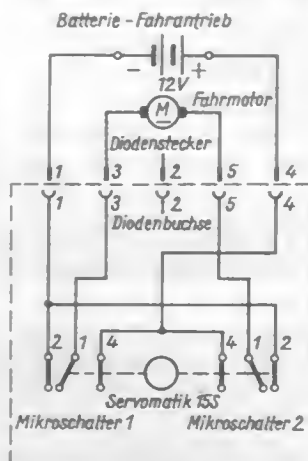 Batterie - Fahrantrieb
- +
12V
Fahrmotor
M
Diodenstecker
1 3 2 5 4
1 3 2 5 4
Diodenbuchse
2 1 4 4 1 2
Servomatik 15S
Mikroschalter 1 Mikroschalter 2